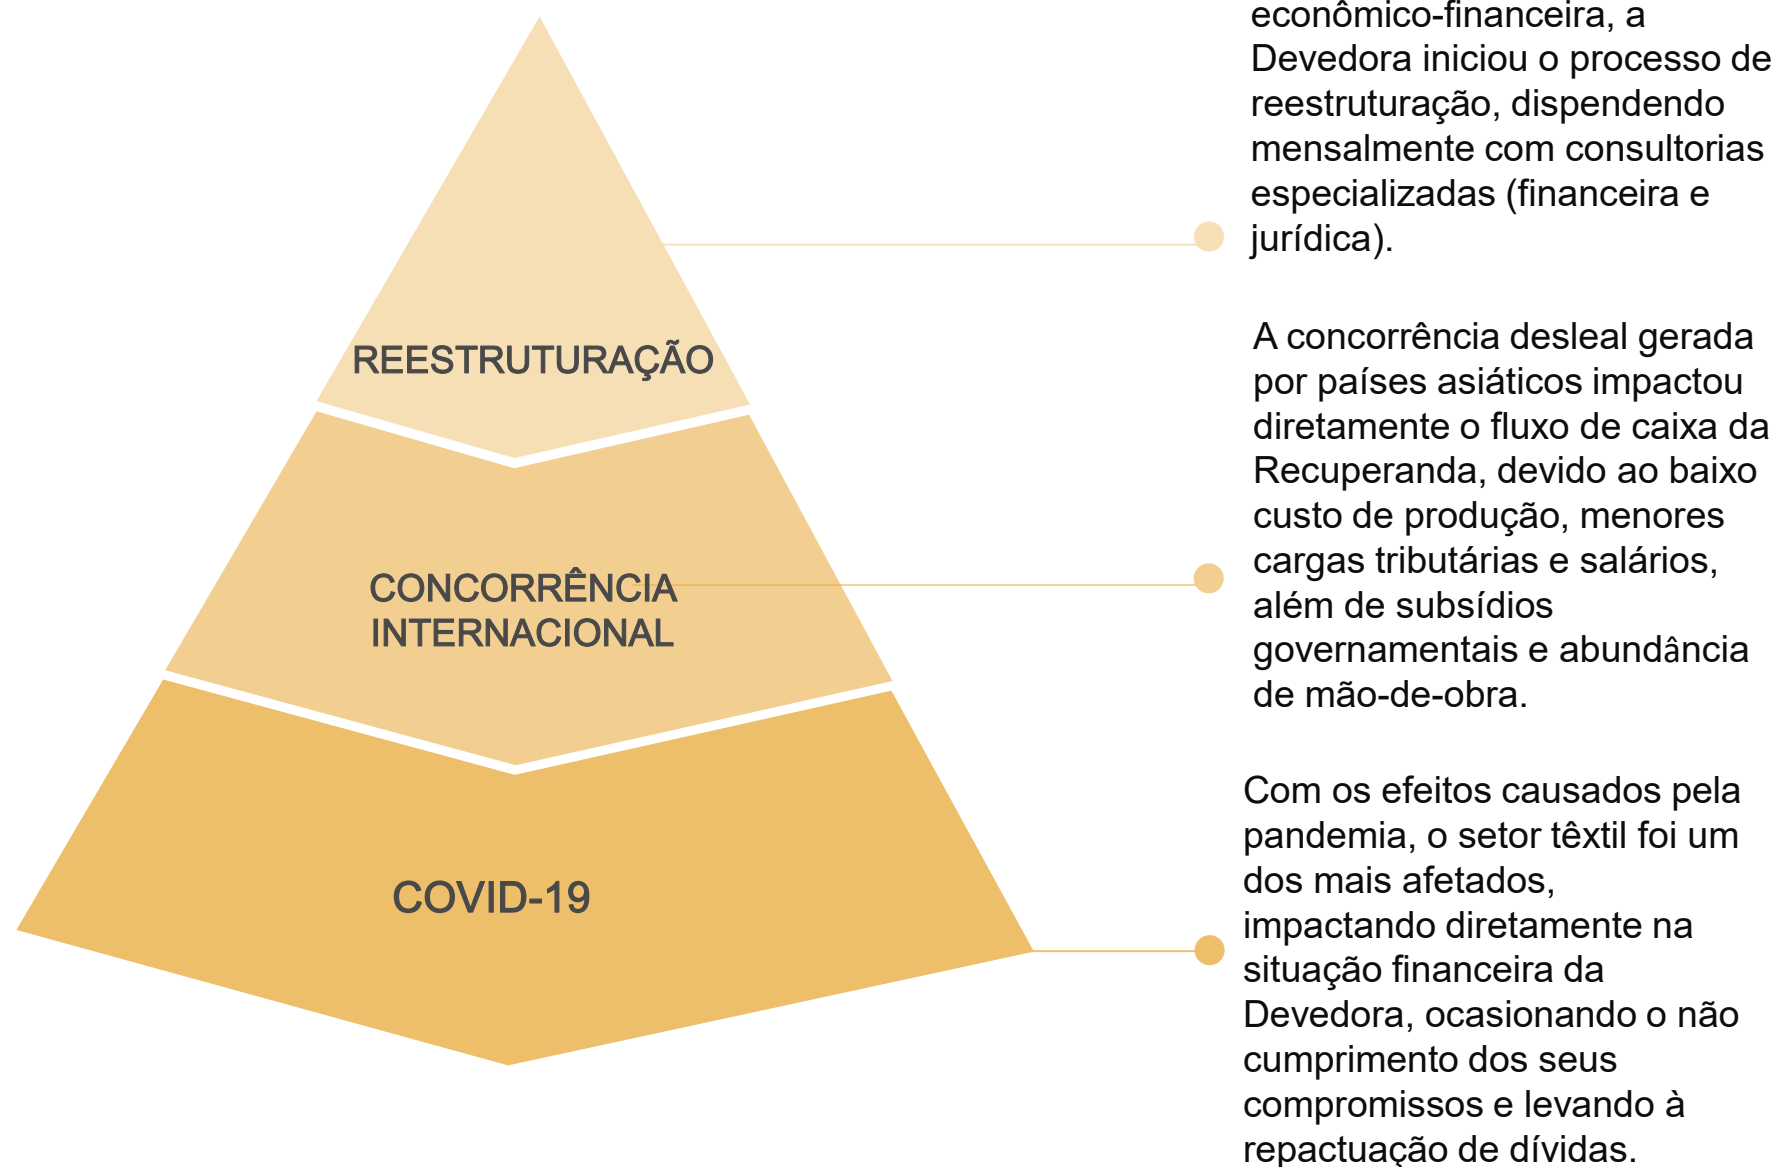 econômico-financeira, a
Devedora iniciou o processo de
reestruturação, dispendendo
mensalmente com consultorias
especializadas (financeira e
jurídica).
REESTRUTURAÇÃO
A concorrência desleal gerada
por países asiáticos impactou
diretamente o fluxo de caixa da
Recuperanda, devido ao baixo
custo de produção, menores
cargas tributárias e salários,
além de subsídios
governamentais e abundância
de mão-de-obra.
CONCORRÊNCIA
INTERNACIONAL
Com os efeitos causados pela
pandemia, o setor têxtil foi um
dos mais afetados,
impactando diretamente na
situação financeira da
Devedora, ocasionando o não
cumprimento dos seus
compromissos e levando à
repactuação de dívidas.
COVID-19